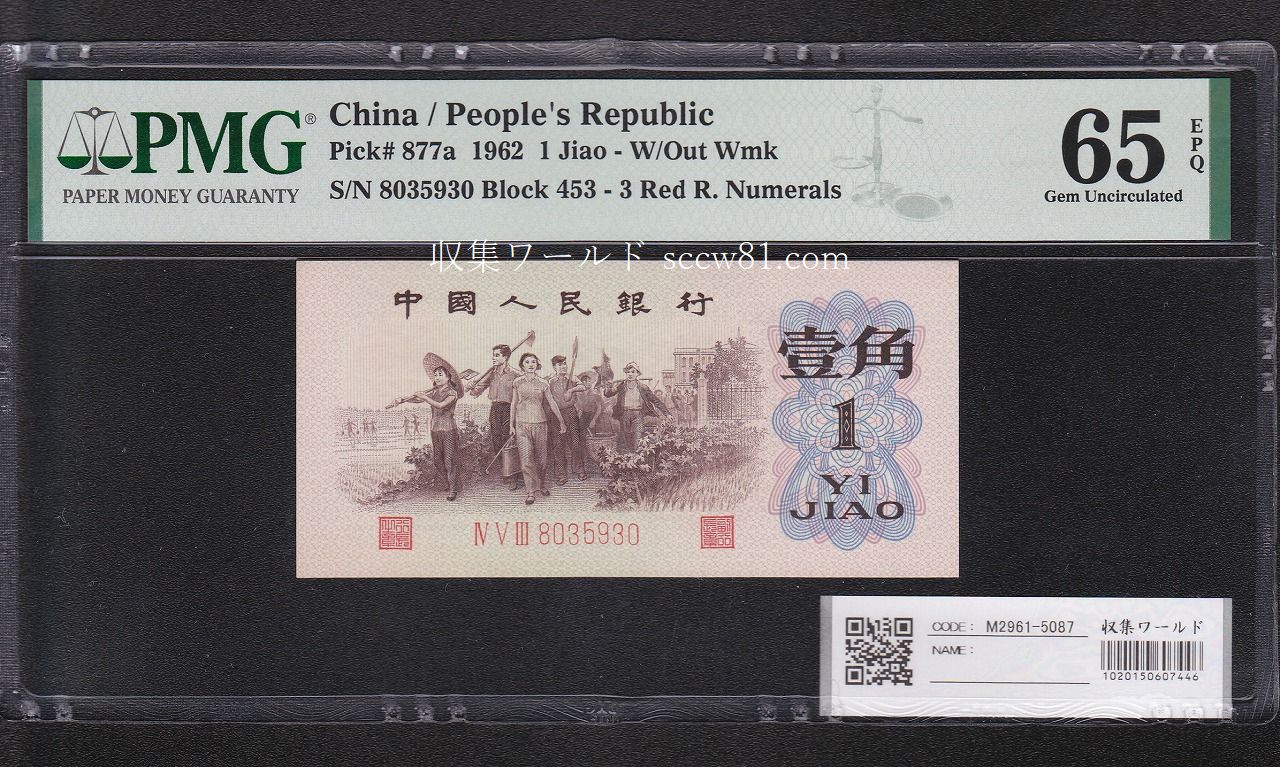 PMG®
PAPER MONEY GUARANTY
China / People's Republic
Pick# 877a 1962 1 Jiao - W/Out Wmk
S/N 8035930 Block 453 - 3 Red R. Numerals
65
EPQ
Gem Uncirculated
収集ワールド sccw81.com
中國人民銀行
壹角
1
YI
JIAO
ⅣⅤⅢ 8035930
CODE: M2961-5087
NAME:
収集ワールド
1020150607446